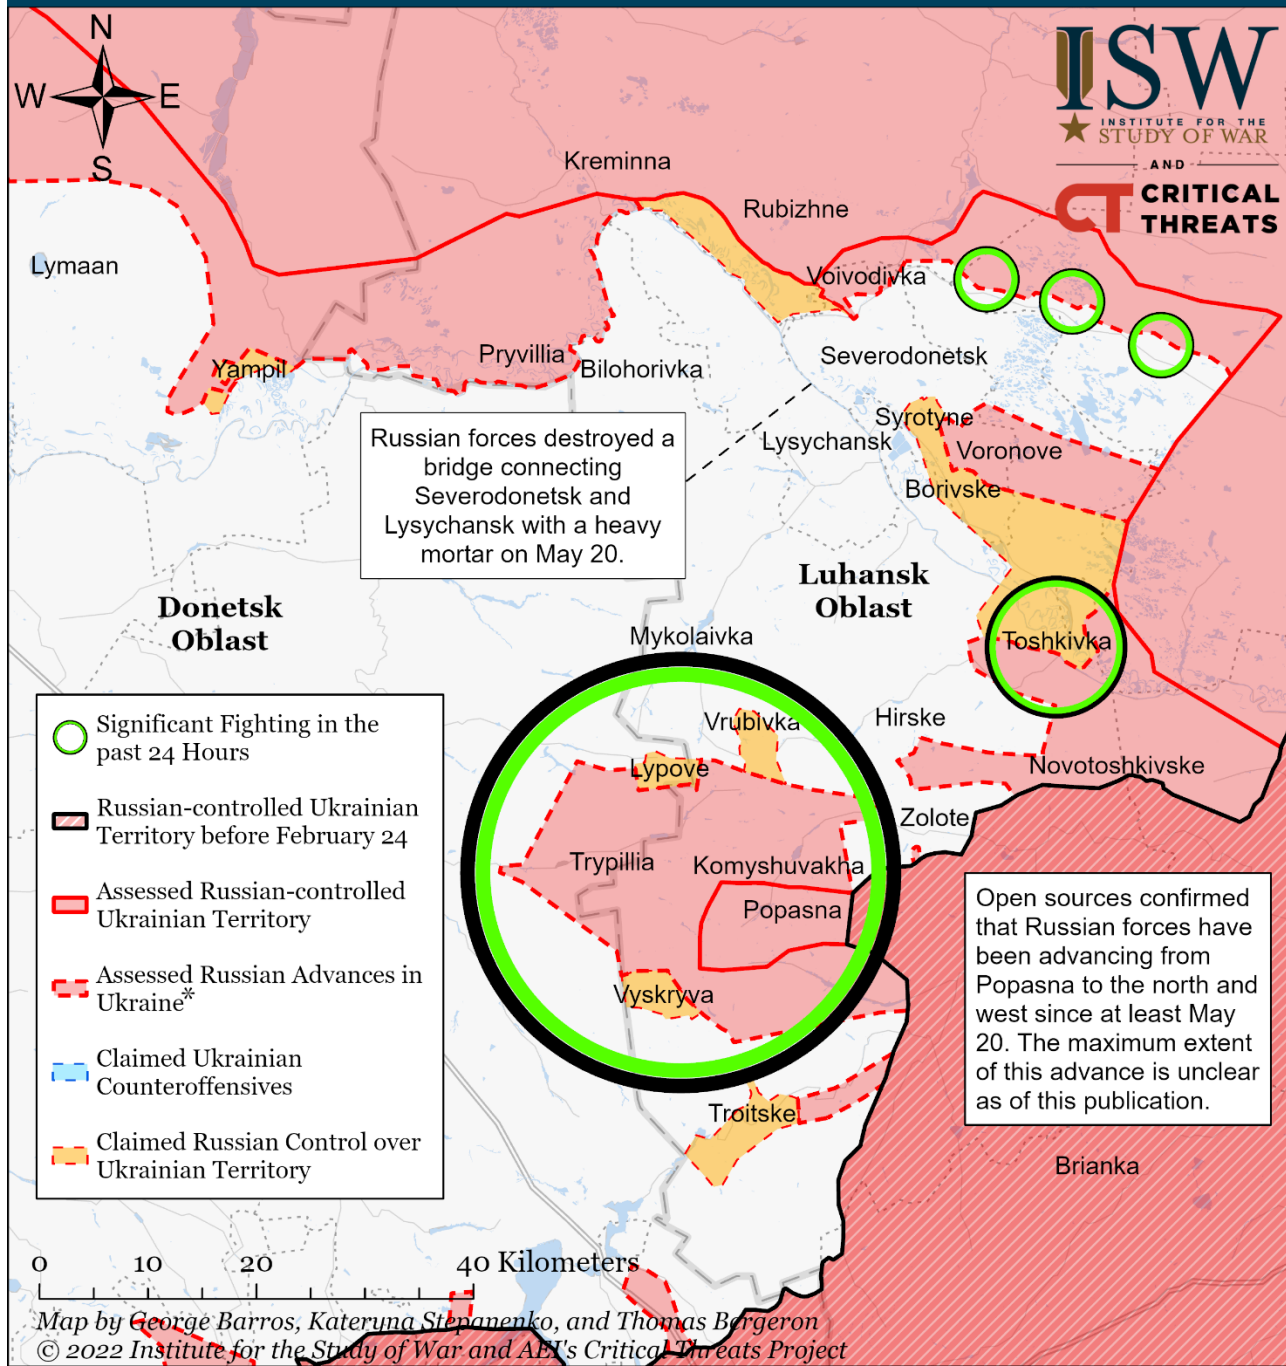 N
W
E
S
ISW
INSTITUTE FOR THE
STUDY OF WAR
AND
CT
CRITICAL
THREATS
Kreminna
Rubizhne
Lymaan
Voivodivka
Pryvillia
Bilohorivka
Severodonetsk
Yampil
Syrotyne
Lysychansk
Voronove
Borivske
Russian forces destroyed a
bridge connecting
Severodonetsk and
Lysychansk with a heavy
mortar on May 20.
Luhansk
Oblast
Donetsk
Oblast
Mykolaivka
Toshkivka
Vrubivka
Hirske
Lypove
Novotoshkivske
Zolote
Trypillia
Komyshuvakha
Popasna
Vyskryva
Troitske
Brianka
Open sources confirmed
that Russian forces have
been advancing from
Popasna to the north and
west since at least May
20. The maximum extent
of this advance is unclear
as of this publication.
Significant Fighting in the
past 24 Hours
Russian-controlled Ukrainian
Territory before February 24
Assessed Russian-controlled
Ukrainian Territory
Assessed Russian Advances in
Ukraine*
Claimed Ukrainian
Counteroffensives
Claimed Russian Control over
Ukrainian Territory
0 10 20 40 Kilometers
Map by George Barros, Kateryna Stepanenko, and Thomas Bergeron
© 2022 Institute for the Study of War and AEI's Critical Threats Project